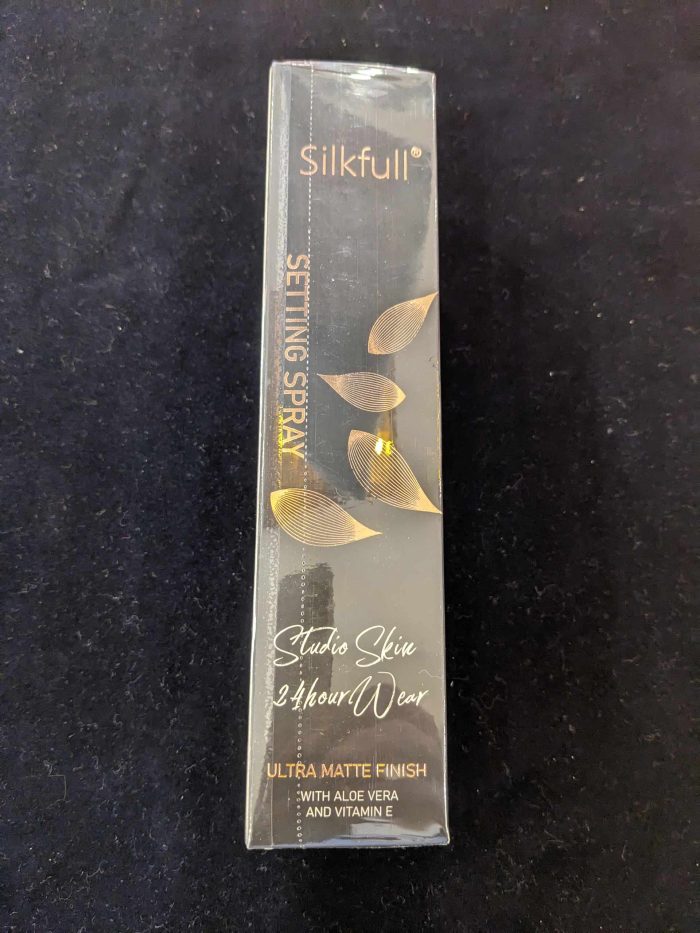 Silkfull®
SETTING SPRAY
Studio Skin
24hour Wear
ULTRA MATTE FINISH
WITH ALOE VERA
AND VITAMIN E